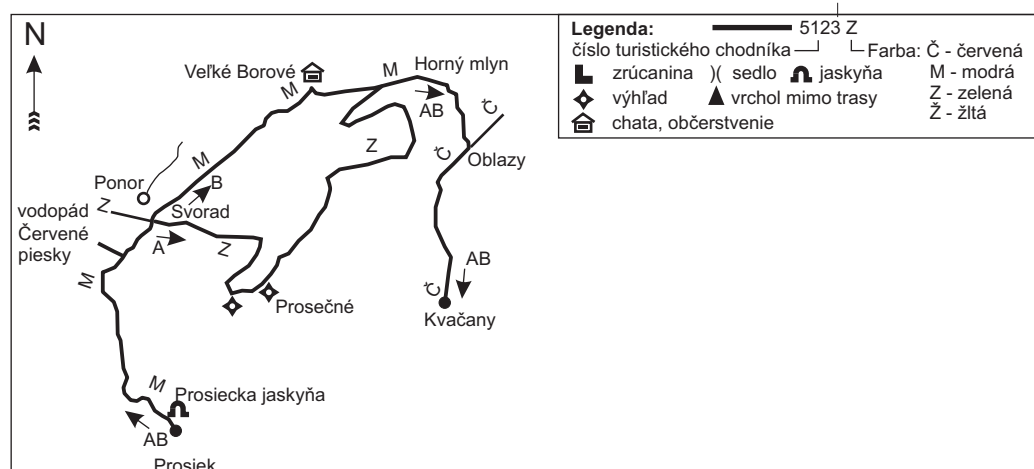 N
Veľké Borové
M
M
Horný mlyn
AB
Č
Č
Oblazy
Z
M
Ponor
B
Svorad
Z
vodopád
Červené
piesky
A
Z
M
AB
Č
Prosečné
Kvačany
M
Prosiecka jaskyňa
AB
Prosiek
Legenda: 5123 Z
číslo turistického chodníka Farba: Č - červená
zrúcanina )( sedlo jaskyňa M - modrá
výhľad vrchol mimo trasy Z - zelená
chata, občerstvenie Ž - žltá